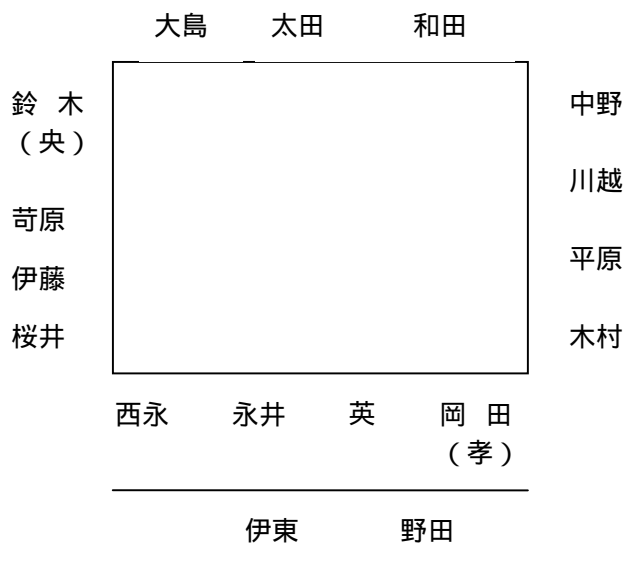 大島 太田 和田
鈴木 中野
(央)
川越
苛原
平原
伊藤
桜井 木村
西永 永井 英 岡田
(孝)
伊東 野田